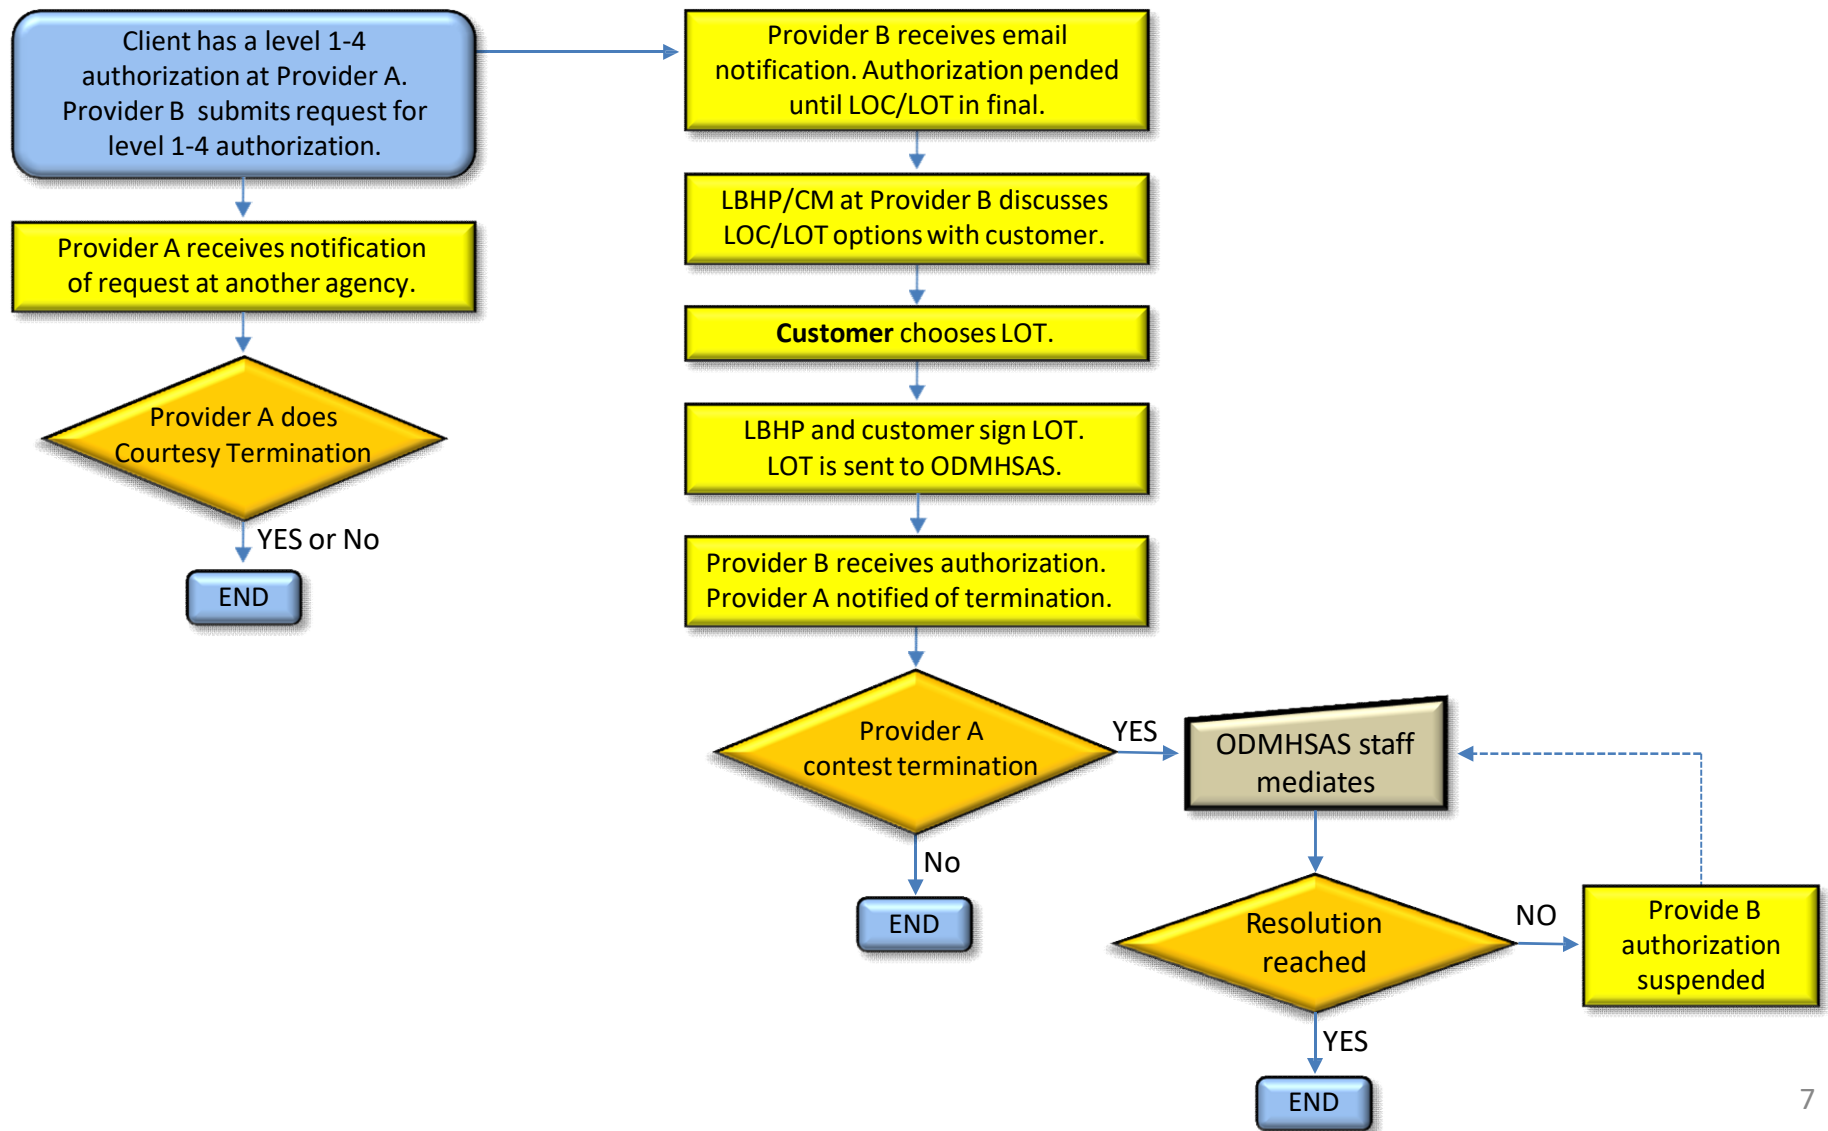 Client has a level 1-4
authorization at Provider A.
Provider B submits request for
level 1-4 authorization.
Provider A receives notification
of request at another agency.
Provider A does
Courtesy Termination
YES or No
END
Provider B receives email
notification. Authorization pended
until LOC/LOT in final.
LBHP/CM at Provider B discusses
LOC/LOT options with customer.
Customer chooses LOT.
LBHP and customer sign LOT.
LOT is sent to ODMHSAS.
Provider B receives authorization.
Provider A notified of termination.
Provider A
contest termination
YES
No
END
ODMHSAS staff
mediates
Resolution
reached
NO
Provide B
authorization
suspended
YES
END
7